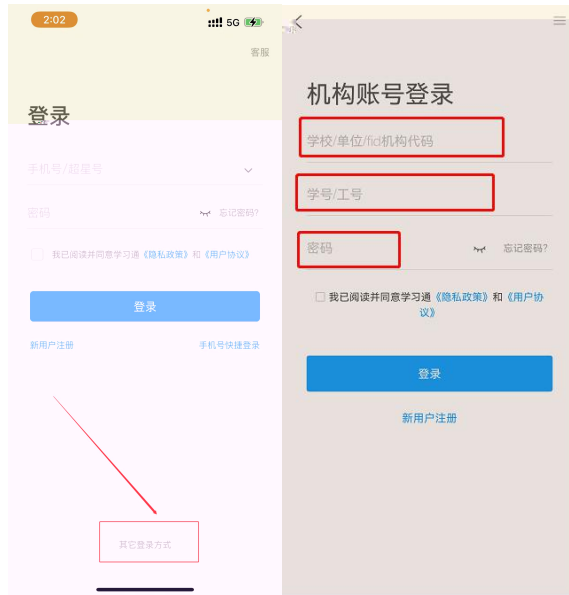 2:02
5G
客服
登录
手机号/超星号
密码
忘记密码?
我已阅读并同意学习通《隐私政策》和《用户协议》
登录
新用户注册
手机号快捷登录
其它登录方式
机构账号登录
学校/单位/fid机构代码
学号/工号
密码
忘记密码?
我已阅读并同意学习通《隐私政策》和《用户协
议》
登录
新用户注册